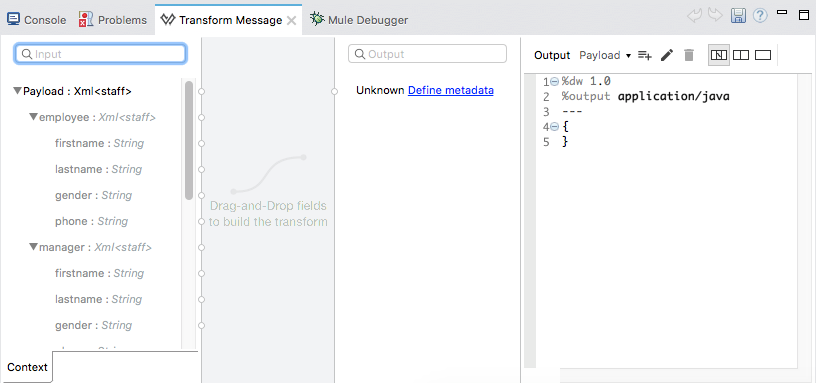 Console Problems Transform Message Mule Debugger
Input
Payload : Xml<staff>
employee : Xml<staff>
firstname : String
lastname : String
gender : String
phone : String
manager : Xml<staff>
firstname : String
lastname : String
gender : String
Context
Drag-and-Drop fields
to build the transform
Output
Unknown Define metadata
Output Payload
1 %dw 1.0
2 %output application/java
3 ---
4 {
5 }